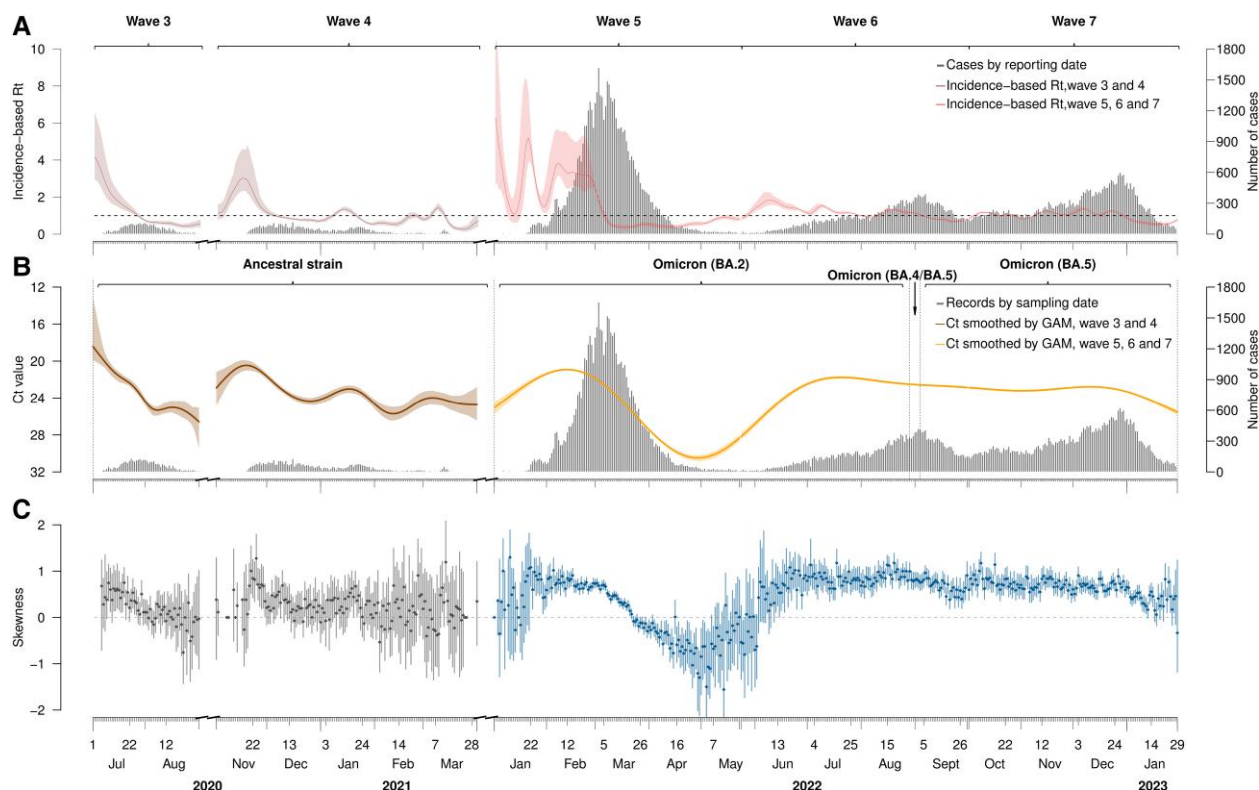 Wave 3 Wave 4 Wave 5 Wave 6 Wave 7
A
10 1800
8 1500
6 1200
4 900
2 600
0 300
0
Incidence−based Rt
Number of cases
Cases by reporting date
Incidence−based Rt,wave 3 and 4
Incidence−based Rt,wave 5, 6 and 7
B
Ancestral strain Omicron (BA.2) Omicron (BA.4/BA.5) Omicron (BA.5)
12 1800
16 1500
20 1200
24 900
28 600
32 300
0
Ct value
Number of cases
Records by sampling date
Ct smoothed by GAM, wave 3 and 4
Ct smoothed by GAM, wave 5, 6 and 7
C
2
1
0
−1
−2
Skewness
1 22 12 22 13 3 24 14 7 28 22 12 5 26 16 7 13 4 25 15 5 26 22 12 3 24 14 29
Jul Aug Nov Dec Jan Feb Mar Jan Feb Mar Apr May Jun Jul Aug Sept Oct Nov Dec Jan
2020 2021 2022 2023